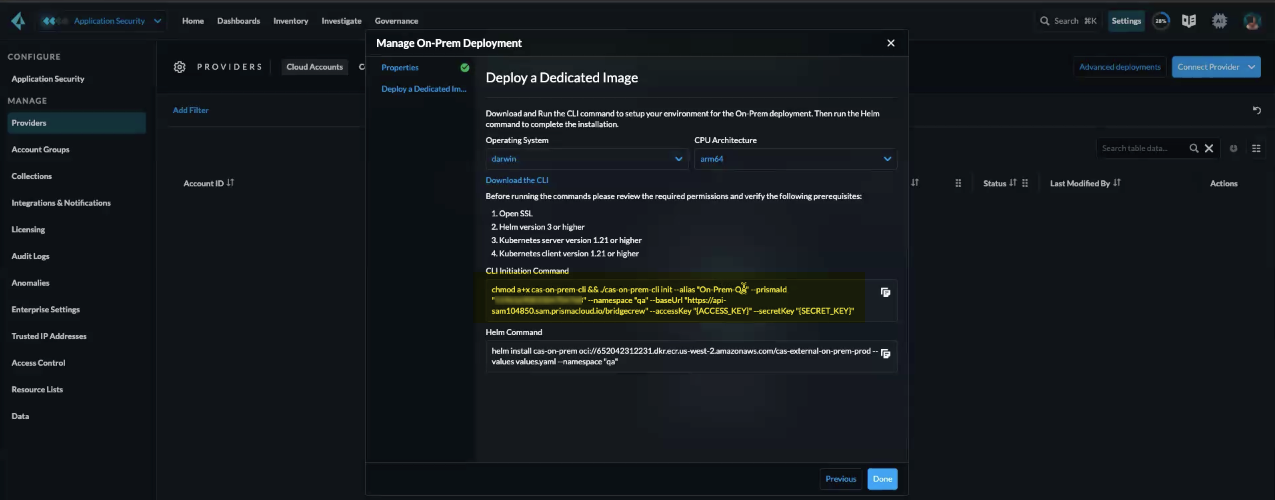 Application Security
Home Dashboards Inventory Investigate Governance
Search ⌘K Settings
CONFIGURE
Application Security
MANAGE
Providers
Account Groups
Collections
Integrations & Notifications
Licensing
Audit Logs
Anomalies
Enterprise Settings
Trusted IP Addresses
Access Control
Resource Lists
Data
PROVIDERS Cloud Accounts
Advanced deployments Connect Provider
Add Filter
Search table data...
Account ID
Status Last Modified By Actions
Manage On-Prem Deployment
Properties
Deploy a Dedicated Im...
Deploy a Dedicated Image
Download and Run the CLI command to setup your environment for the On-Prem deployment. Then run the Helm
command to complete the installation.
Operating System CPU Architecture
darwin arm64
Download the CLI
Before running the commands please review the required permissions and verify the following prerequisites:
1. Open SSL
2. Helm version 3 or higher
3. Kubernetes server version 1.21 or higher
4. Kubernetes client version 1.21 or higher
CLI Initiation Command
chmod a+x cas-on-prem-cli && ./cas-on-prem-cli init --alias "On-Prem-QA" --prismaId
" " --namespace "qa" --baseUrl "https://api-
sam104850.sam.prismacloud.io/bridgecrew" --accessKey "[ACCESS_KEY]" --secretKey "[SECRET_KEY]"
Helm Command
helm install cas-on-prem oci://652042312231.dkr.ecr.us-west-2.amazonaws.com/cas-external-on-prem-prod --
values values.yaml --namespace "qa"
Previous Done